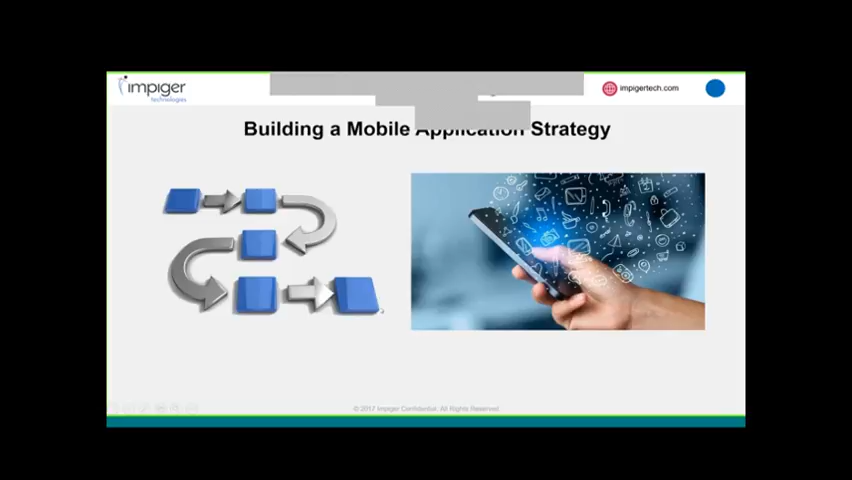 impiger
technologies
impigertech.com
Building a Mobile Application Strategy
© 2017 Impiger Confidential. All Rights Reserved